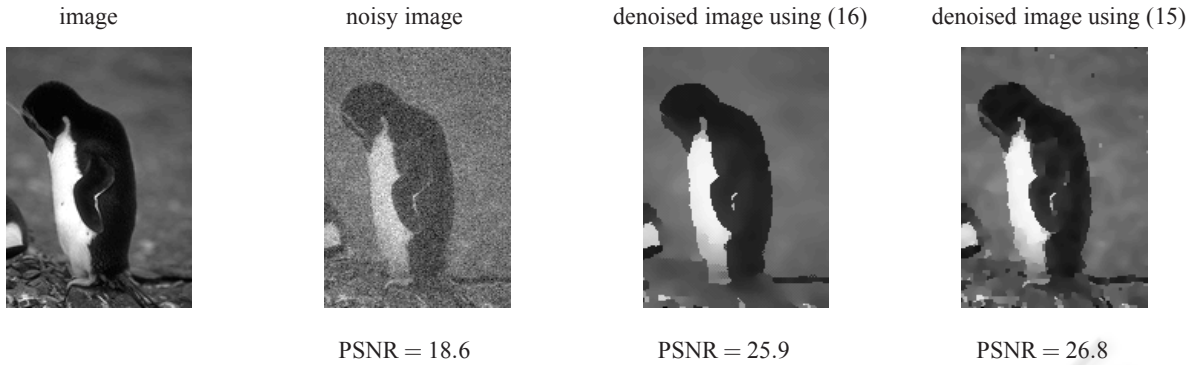 image
noisy image
denoised image using (16)
denoised image using (15)
PSNR = 18.6
PSNR = 25.9
PSNR = 26.8